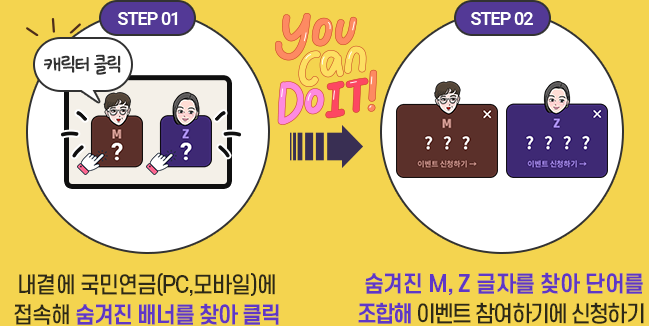 STEP 01
캐릭터 클릭
M
?
Z
?
내곁에 국민연금(PC,모바일)에
접속해 숨겨진 배너를 찾아 클릭
You
can
Do IT!
STEP 02
M
? ? ?
이벤트 신청하기 →
Z
? ? ? ?
이벤트 신청하기 →
숨겨진 M, Z 글자를 찾아 단어를
조합해 이벤트 참여하기에 신청하기